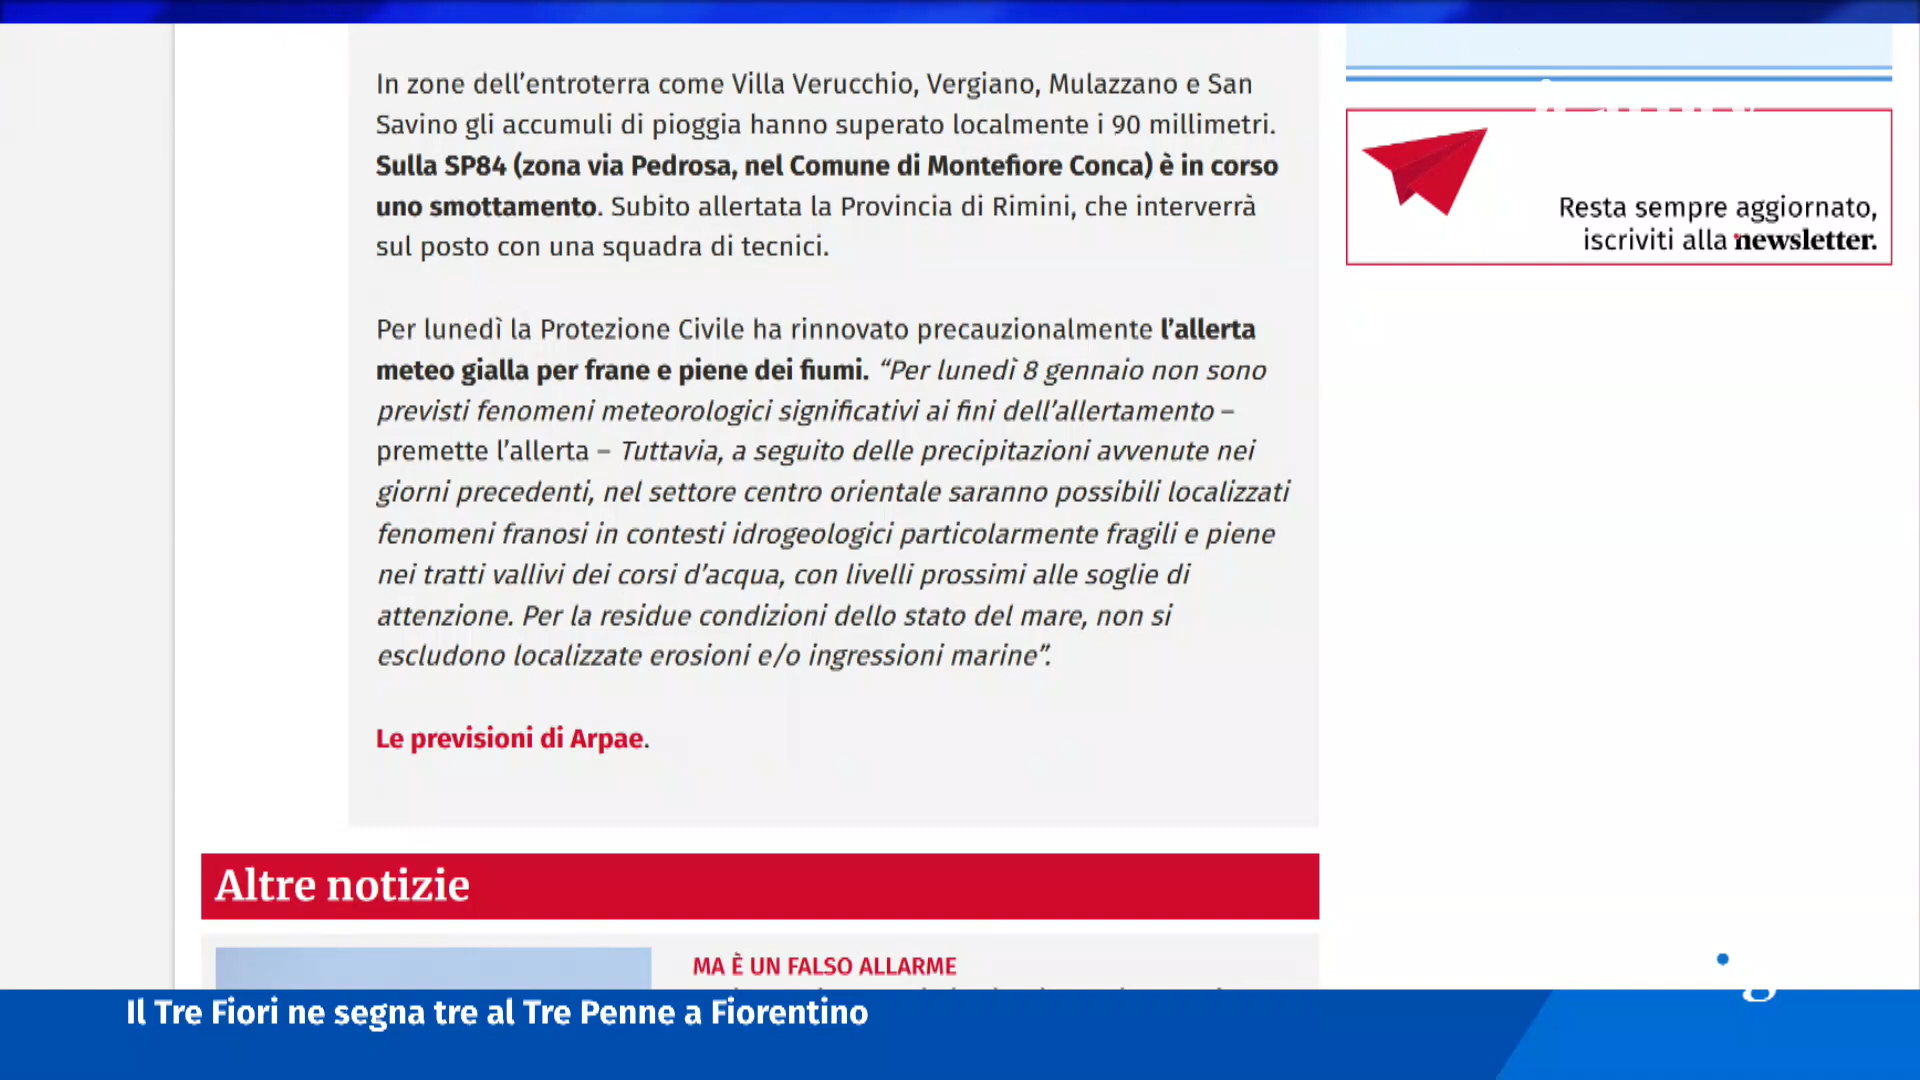 In zone dell’entroterra come Villa Verucchio, Vergiano, Mulazzano e San
Savino gli accumuli di pioggia hanno superato localmente i 90 millimetri.
Sulla SP84 (zona via Pedrosa, nel Comune di Montefiore Conca) è in corso
uno smottamento. Subito allertata la Provincia di Rimini, che interverrà
sul posto con una squadra di tecnici.
Per lunedì la Protezione Civile ha rinnovato precauzionalmente l’allerta
meteo gialla per frane e piene dei fiumi. “Per lunedì 8 gennaio non sono
previsti fenomeni meteorologici significativi ai fini dell’allertamento –
premette l’allerta – Tuttavia, a seguito delle precipitazioni avvenute nei
giorni precedenti, nel settore centro orientale saranno possibili localizzati
fenomeni franosi in contesti idrogeologici particolarmente fragili e piene
nei tratti vallivi dei corsi d’acqua, con livelli prossimi alle soglie di
attenzione. Per la residue condizioni dello stato del mare, non si
escludono localizzate erosioni e/o ingressioni marine”.
Le previsioni di Arpae.
Resta sempre aggiornato,
iscriviti alla newsletter.
Altre notizie
MA È UN FALSO ALLARME
Il Tre Fiori ne segna tre al Tre Penne a Fiorentino